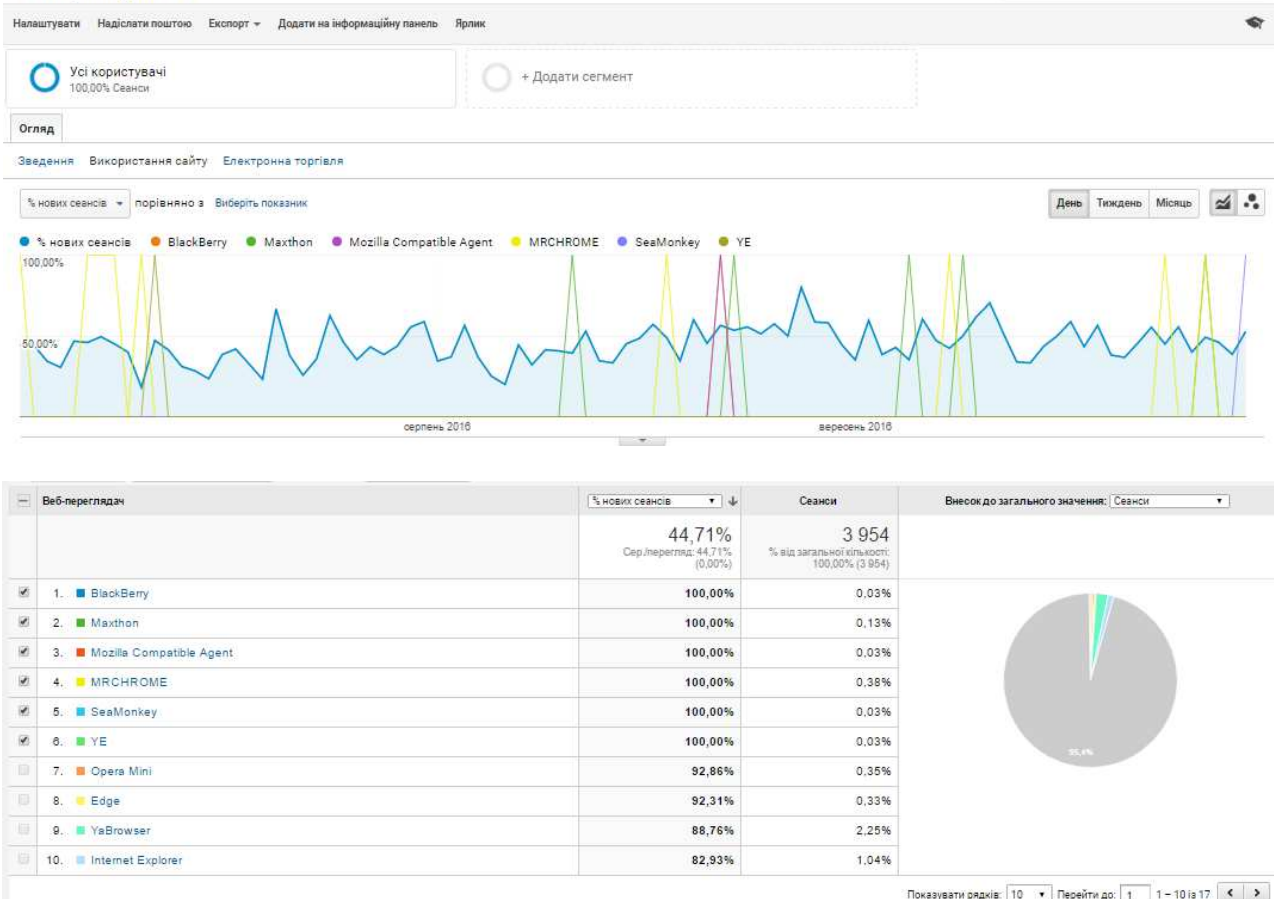 Налаштувати Надіслати поштою Експорт Додати на інформаційну панель Ярлик
Усі користувачі
100,00% Сеанси
+ Додати сегмент
Огляд
Зведення Використання сайту Електронна торгівля
% нових сеансів порівняно з Виберіть показник
День Тиждень Місяць
% нових сеансів BlackBerry Maxthon Mozilla Compatible Agent MRCHROME SeaMonkey YE
100,00%
50,00%
серпень 2016 вересень 2016
Веб-переглядач % нових сеансів Сеанси Внесок до загального значення: Сеанси
44,71% 3 954
Сер./перегляд: 44,71% % від загальної кількості:
(0,00%) 100,00% (3 954)
1. BlackBerry 100,00% 0,03%
2. Maxthon 100,00% 0,13%
3. Mozilla Compatible Agent 100,00% 0,03%
4. MRCHROME 100,00% 0,38%
5. SeaMonkey 100,00% 0,03%
6. YE 100,00% 0,03%
7. Opera Mini 92,86% 0,35%
8. Edge 92,31% 0,33%
9. YaBrowser 88,76% 2,25%
10. Internet Explorer 82,93% 1,04%
Показувати рядків: 10 Перейти до: 1 1 – 10 із 17